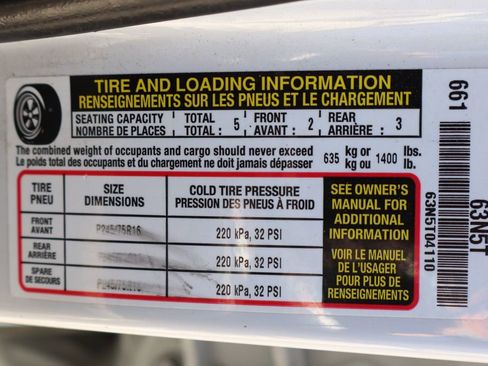 TIRE AND LOADING INFORMATION
RENSEIGNEMENTS SUR LES PNEUS ET LE CHARGEMENT
SEATING CAPACITY TOTAL : 5 FRONT : 2 REAR : 3
NOMBRE DE PLACES TOTAL AVANT ARRIÈRE
The combined weight of occupants and cargo should never exceed 635 kg or 1400 lbs.
Le poids total des occupants et du chargement ne doit jamais dépasser kg ou lb.
TIRE SIZE COLD TIRE PRESSURE
PNEU DIMENSIONS PRESSION DES PNEUS À FROID
FRONT
AVANT P245/75R16 220 kPa, 32 PSI
REAR
ARRIÈRE 220 kPa, 32 PSI
SPARE
DE SECOURS P245/75R16 220 kPa, 32 PSI
SEE OWNER'S
MANUAL FOR
ADDITIONAL
INFORMATION
VOIR LE MANUEL
DE L'USAGER
POUR PLUS DE
RENSEIGNEMENTS
661
63N5T
63N5T04110